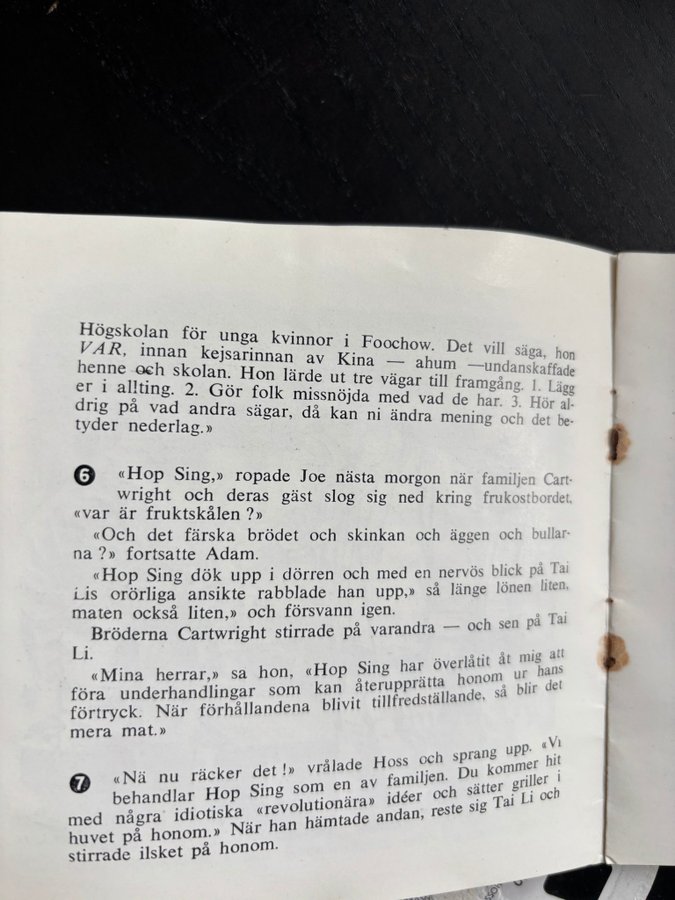 Högskolan för unga kvinnor i Foochow. Det vill säga, hon
VAR, innan kejsarinnan av Kina — ahum —undanskaffade
henne och skolan. Hon lärde ut tre vägar till framgång. 1. Lägg
er i allting. 2. Gör folk missnöjda med vad de har. 3. Hör al-
drig på vad andra sägar, då kan ni ändra mening och det be-
tyder nederlag.»
6 «Hop Sing,» ropade Joe nästa morgon när familjen Cart-
wright och deras gäst slog sig ned kring frukostbordet,
«var är fruktskålen ?»
«Och det färska brödet och skinkan och äggen och bullar-
na ?» fortsatte Adam.
«Hop Sing dök upp i dörren och med en nervös blick på Tai
Lis orörliga ansikte rabblade han upp,» så länge lönen liten,
maten också liten,» och försvann igen.
Bröderna Cartwright stirrade på varandra — och sen på Tai
Li.
«Mina herrar,» sa hon, «Hop Sing har överlåtit åt mig att
föra underhandlingar som kan återupprätta honom ur hans
förtryck. När förhållandena blivit tillfredställande, så blir det
mera mat.»
7 «Nä nu räcker det !» vrålade Hoss och sprang upp. «Vi
behandlar Hop Sing som en av familjen. Du kommer hit
med några idiotiska «revolutionära» idéer och sätter griller i
huvet på honom.» När han hämtade andan, reste sig Tai Li och
stirrade ilsket på honom.